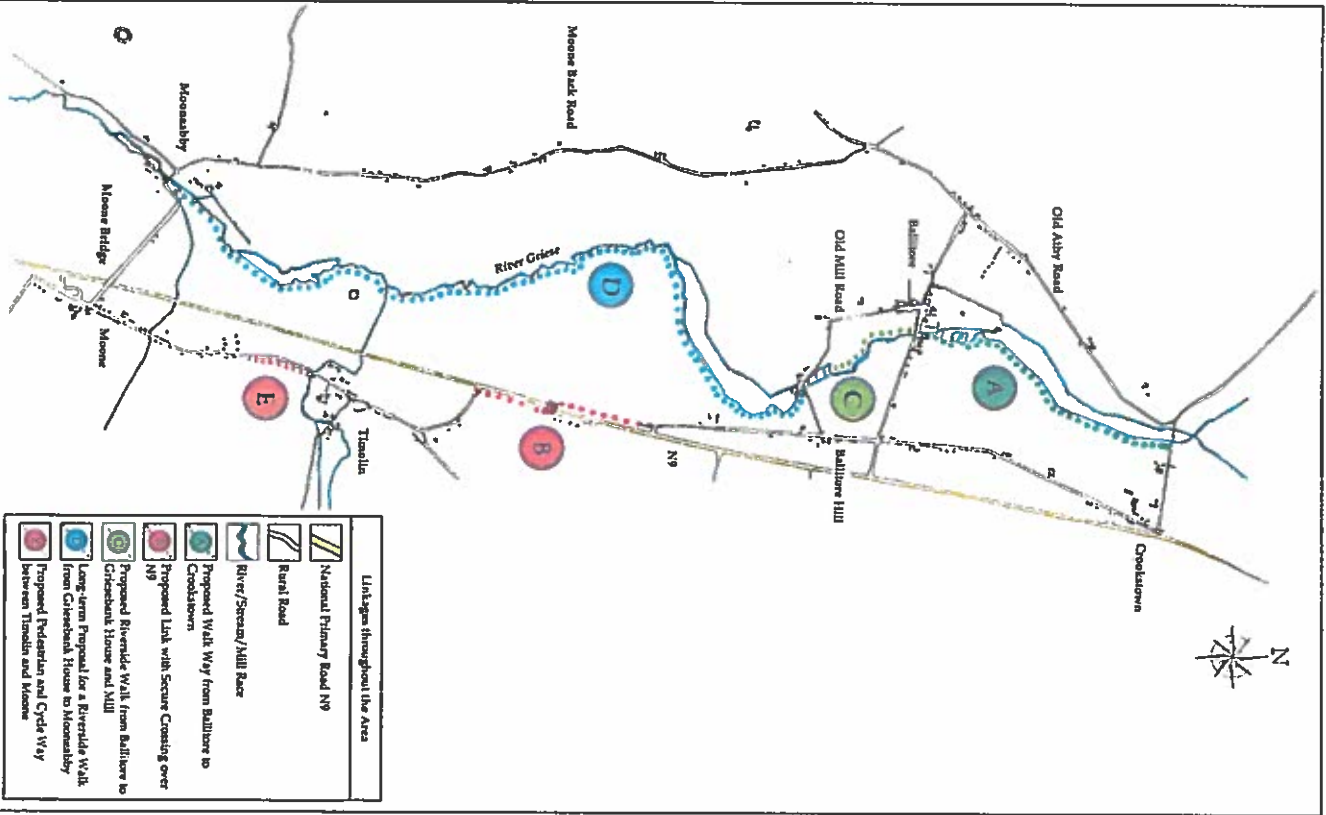 N
Crookstown
Old Athy Road
A
Ballitore
Old Mill Road
C
Ballitore Hill
Moone Back Road
River Griese
D
N9
B
Timolin
E
Mooneabby
Moone Bridge
Moone
Linkages throughout the Area
National Primary Road N9
Rural Road
River/Stream/Mill Race
A
Proposed Walk Way from Ballitore to
Crookstown
Proposed Link with Secure Crossing over
N9
Proposed Riverside Walk from Ballitore to
Griesebank House and Mill
Long-term Proposal for a Riverside Walk
from Griesebank House to Mooneabby
Proposed Pedestrian and Cycle Way
between Timolin and Moone